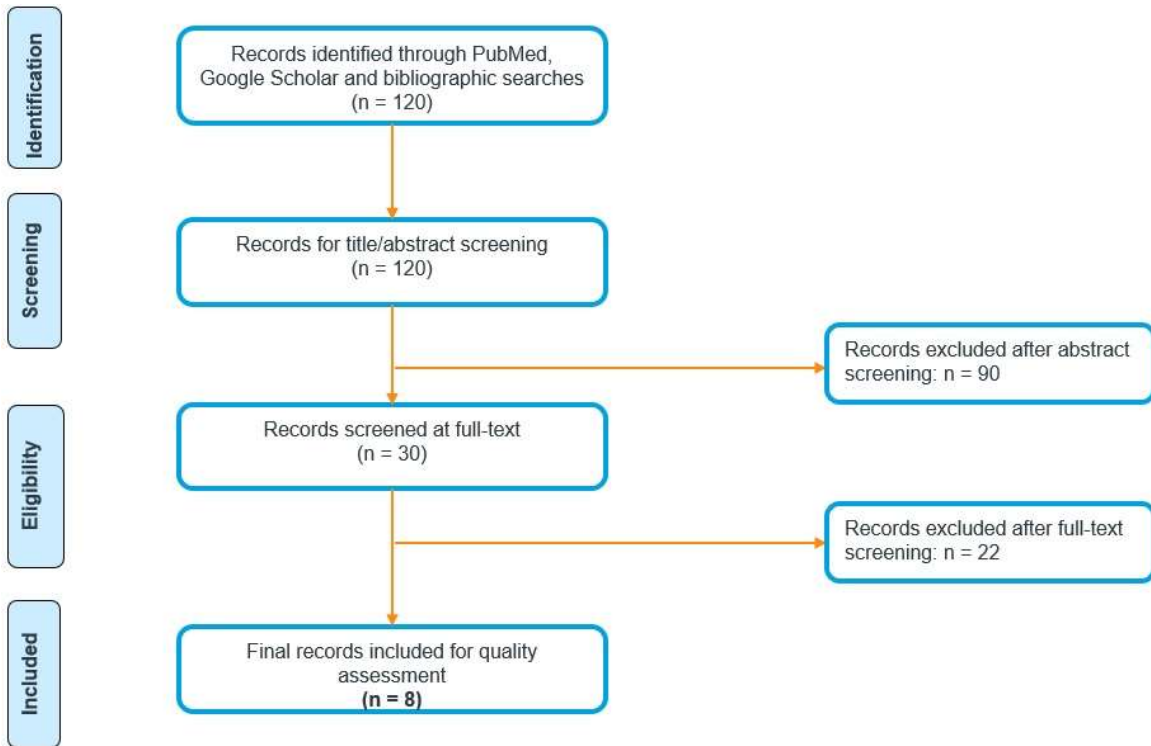 Identification
Records identified through PubMed,
Google Scholar and bibliographic searches
(n = 120)
Screening
Records for title/abstract screening
(n = 120)
Records excluded after abstract
screening: n = 90
Eligibility
Records screened at full-text
(n = 30)
Records excluded after full-text
screening: n = 22
Included
Final records included for quality
assessment
(n = 8)